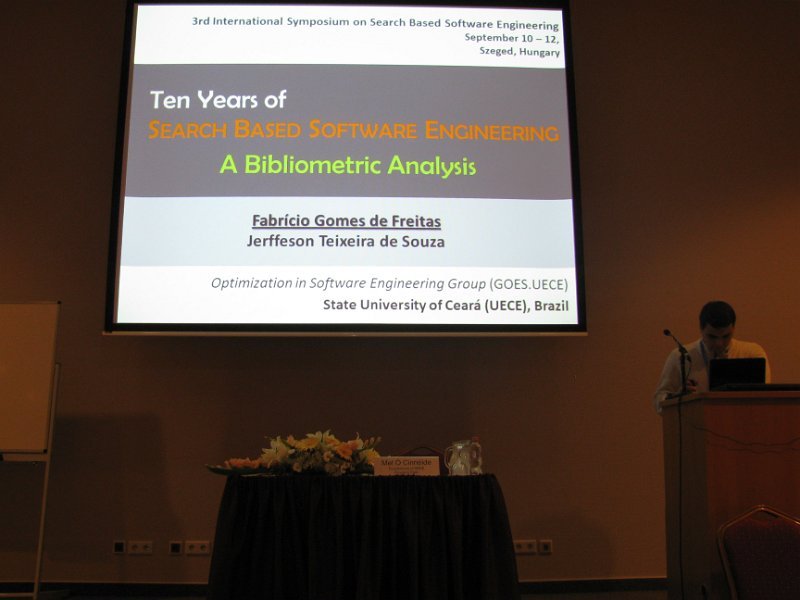 3rd International Symposium on Search Based Software Engineering
September 10 – 12,
Szeged, Hungary
Ten Years of
SEARCH BASED SOFTWARE ENGINEERING
A Bibliometric Analysis
Fabrício Gomes de Freitas
Jerffeson Teixeira de Souza
Optimization in Software Engineering Group (GOES.UECE)
State University of Ceará (UECE), Brazil
Mel Ó Cinnéide